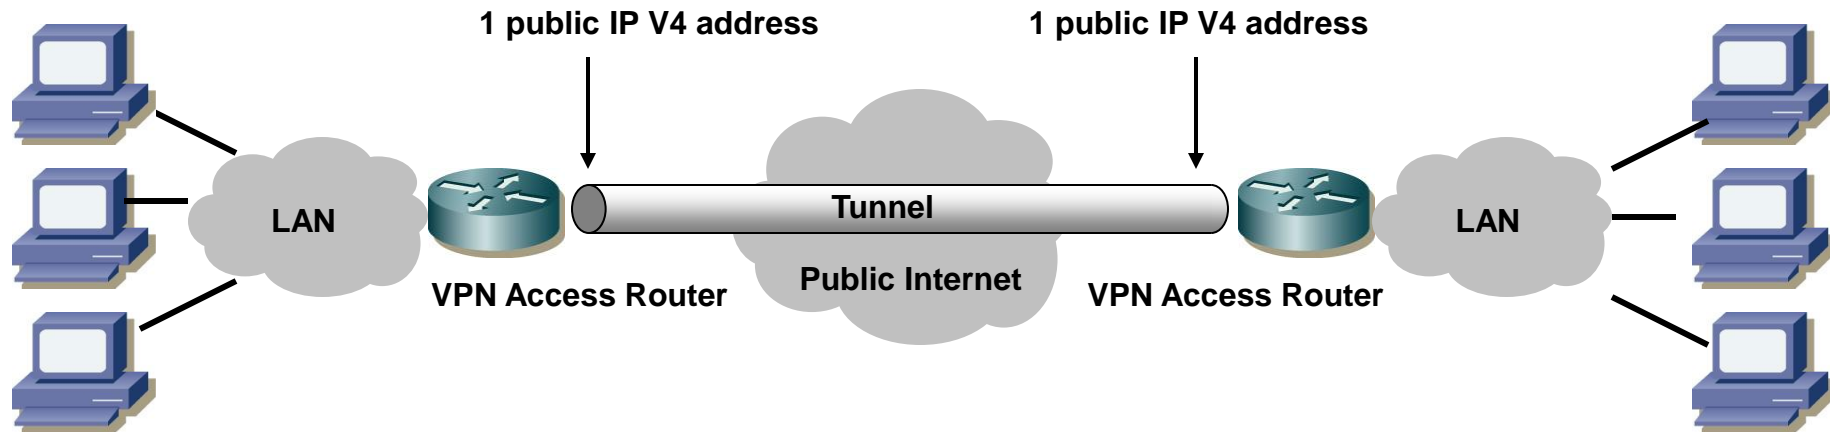 1 public IP V4 address
1 public IP V4 address
LAN
Tunnel
LAN
Public Internet
VPN Access Router
VPN Access Router